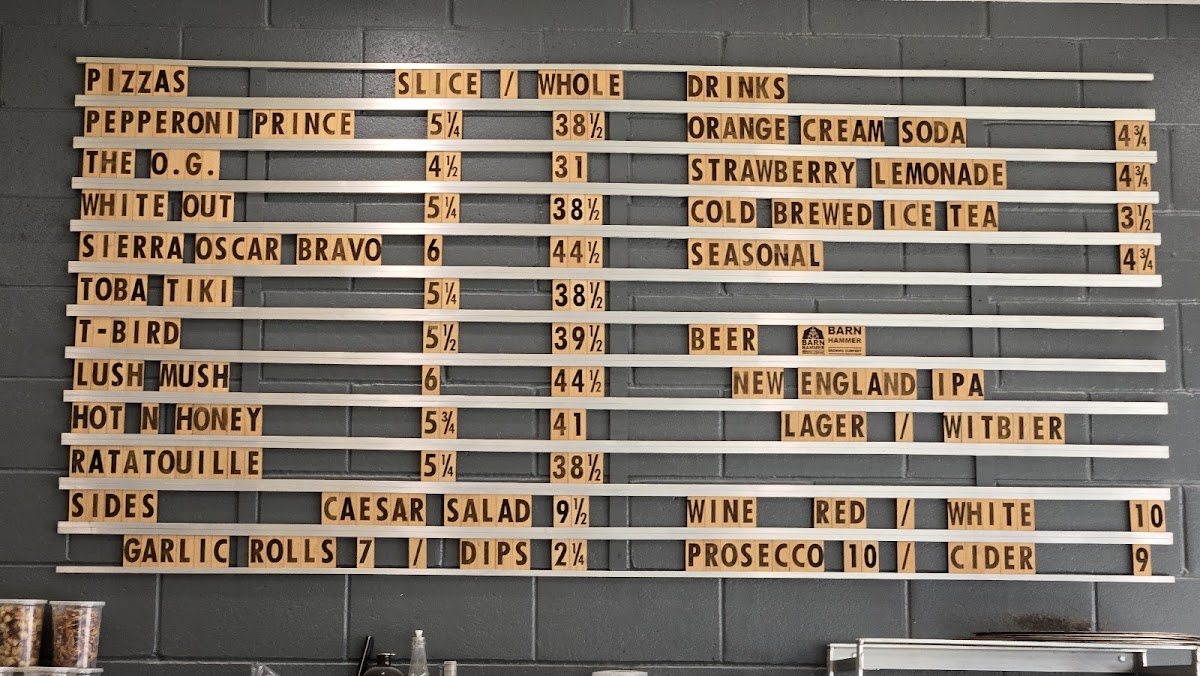 PIZZAS SLICE / WHOLE
PEPPERONI PRINCE 5¼ 38½
THE O.G. 4½ 31
WHITE OUT 5¼ 38½
SIERRA OSCAR BRAVO 6 44½
TOBA TIKI 5¼ 38½
T-BIRD 5½ 39½
LUSH MUSH 6 44½
HOT N HONEY 5¾ 41
RATATOUILLE 5¼ 38½
SIDES CAESAR SALAD 9½
GARLIC ROLLS 7 / DIPS 2¼
DRINKS
ORANGE CREAM SODA 4¾
STRAWBERRY LEMONADE 4¾
COLD BREWED ICE TEA 3½
SEASONAL 4¾
BEER BARN HAMMER BARN HAMMER
NEW ENGLAND IPA
LAGER / WITBIER
WINE RED / WHITE 10
PROSECCO 10 / CIDER 9